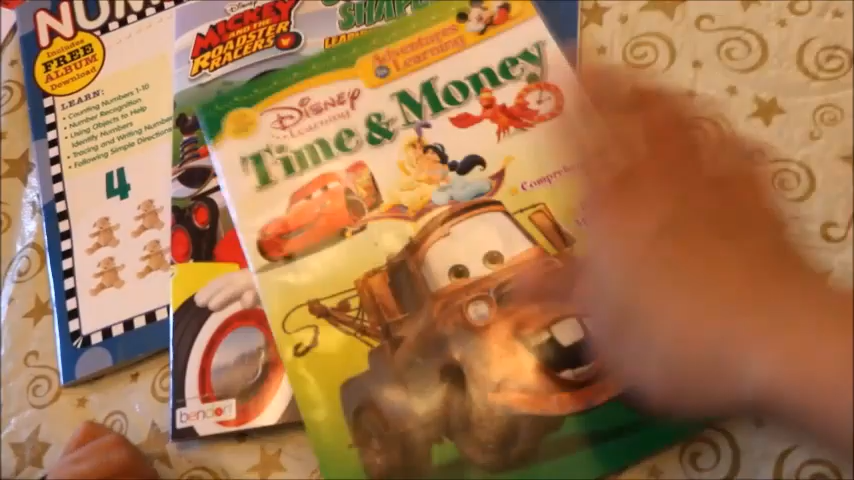 NUM
Includes
FREE
ALBUM
Download
LEARN:
• Counting Numbers 1-10
• Number Recognition
• Using Objects to Help
Identify Numbers
• Tracing and Writing Numbers
• Following Simple Directions
4
Disney
MICKEY
AND THE
ROADSTER
RACERS
SHAPE
bendon
Adventures
in Learning
DISNEY
Learning
Time & Money